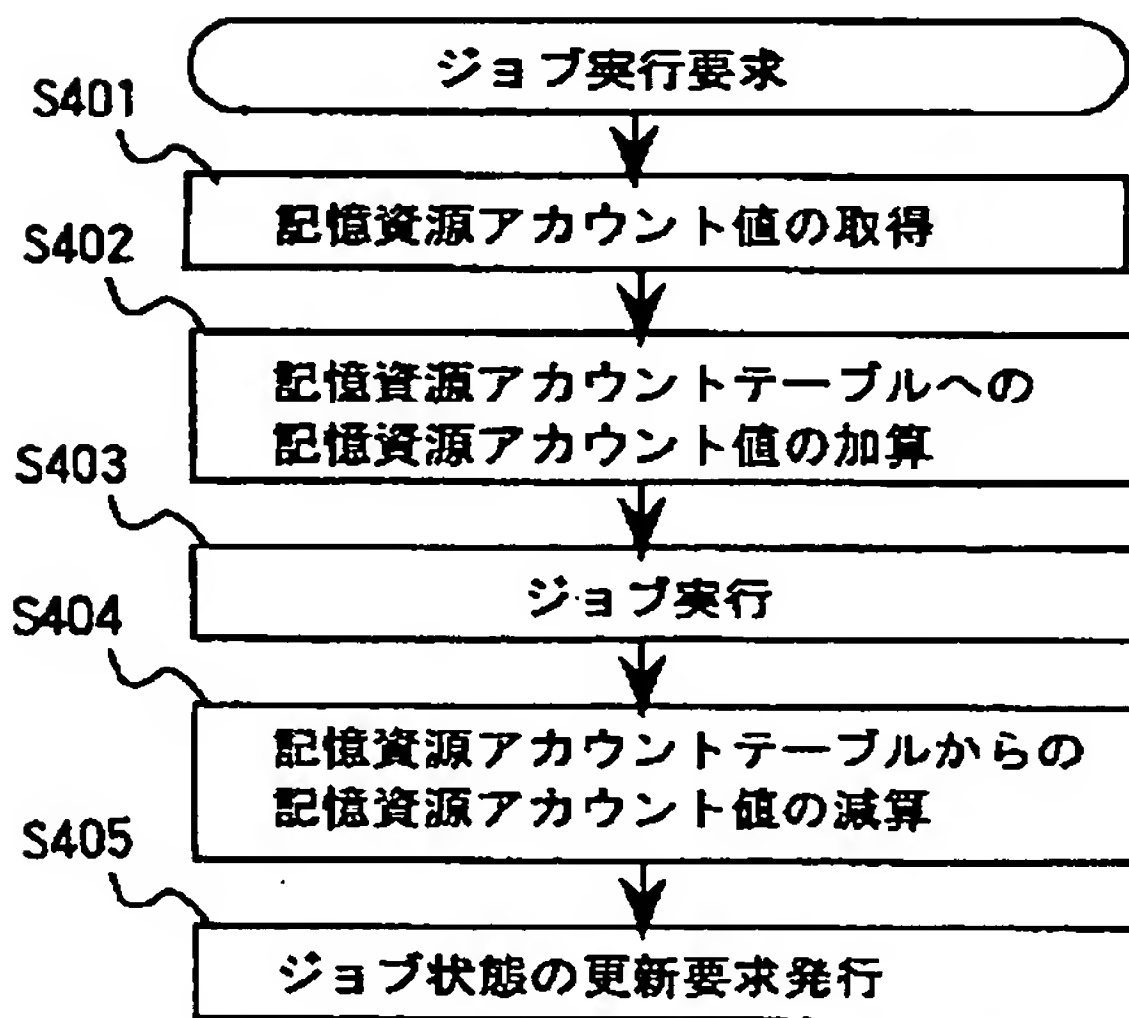 ジョブ実行要求
S401
記憶資源アカウント値の取得
S402
記憶資源アカウントテーブルへの
記憶資源アカウント値の加算
S403
ジョブ実行
S404
記憶資源アカウントテーブルからの
記憶資源アカウント値の減算
S405
ジョブ状態の更新要求発行